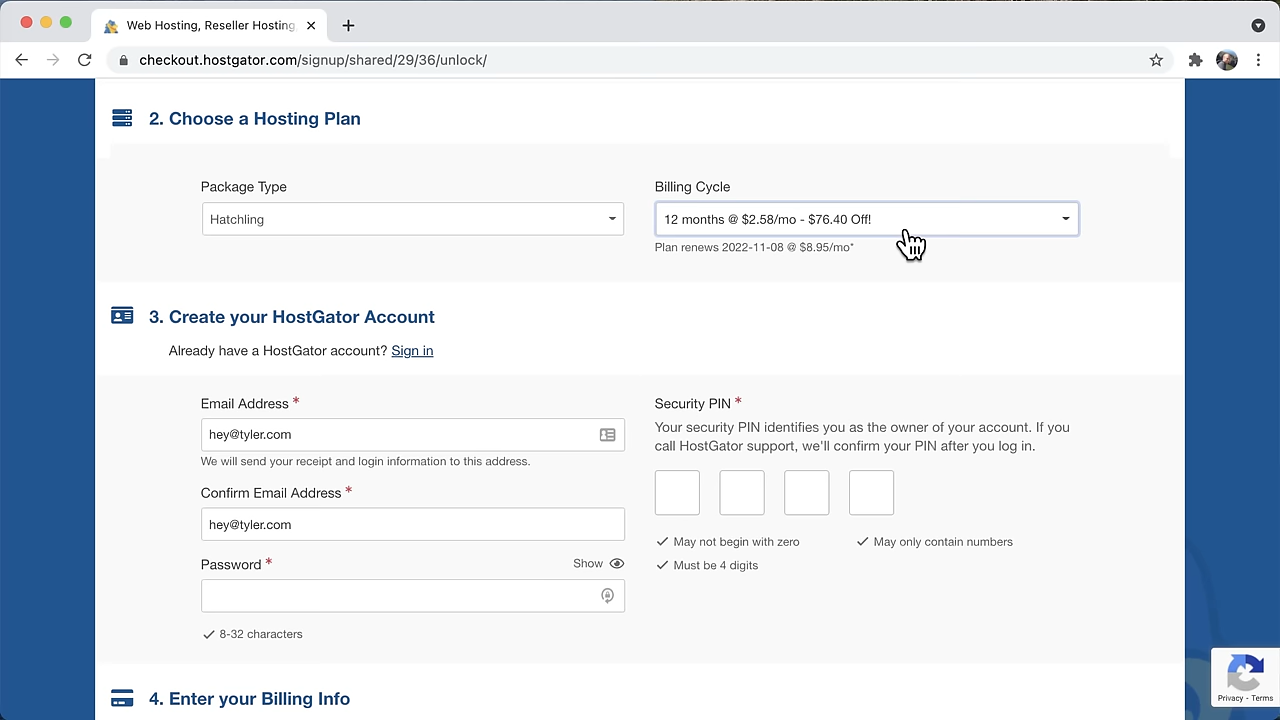 Web Hosting, Reseller Hosting,
checkout.hostgator.com/signup/shared/29/36/unlock/
2. Choose a Hosting Plan
Package Type
Hatchling
Billing Cycle
12 months @ $2.58/mo - $76.40 Off!
Plan renews 2022-11-08 @ $8.95/mo*
3. Create your HostGator Account
Already have a HostGator account? Sign in
Email Address *
hey@tyler.com
We will send your receipt and login information to this address.
Confirm Email Address *
hey@tyler.com
Password *
Show
8-32 characters
Security PIN *
Your security PIN identifies you as the owner of your account. If you
call HostGator support, we'll confirm your PIN after you log in.
May not begin with zero
May only contain numbers
Must be 4 digits
4. Enter your Billing Info
Privacy - Terms